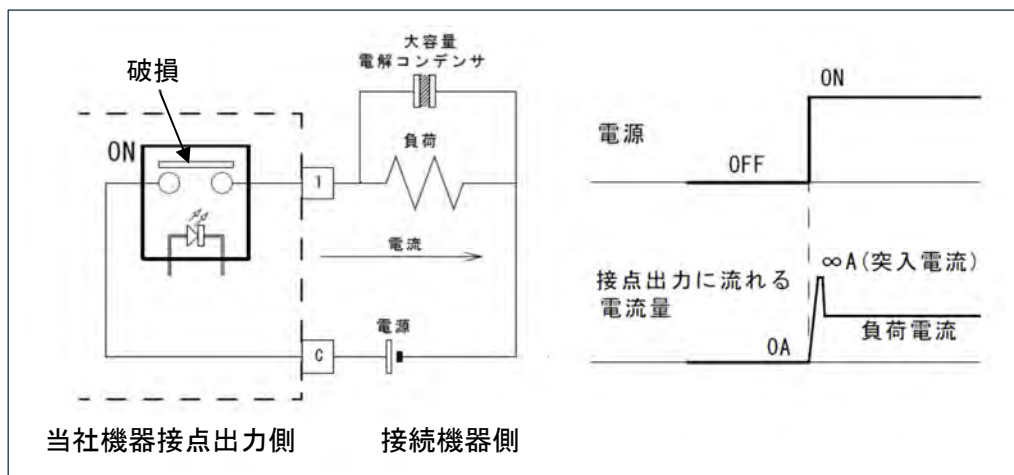 大容量
電解コンデンサ
破損
ON
負荷
1
電流
電源
C
当社機器接点出力側
接続機器側
ON
電源
OFF
∞A(突入電流)
接点出力に流れる
電流量
負荷電流
0A